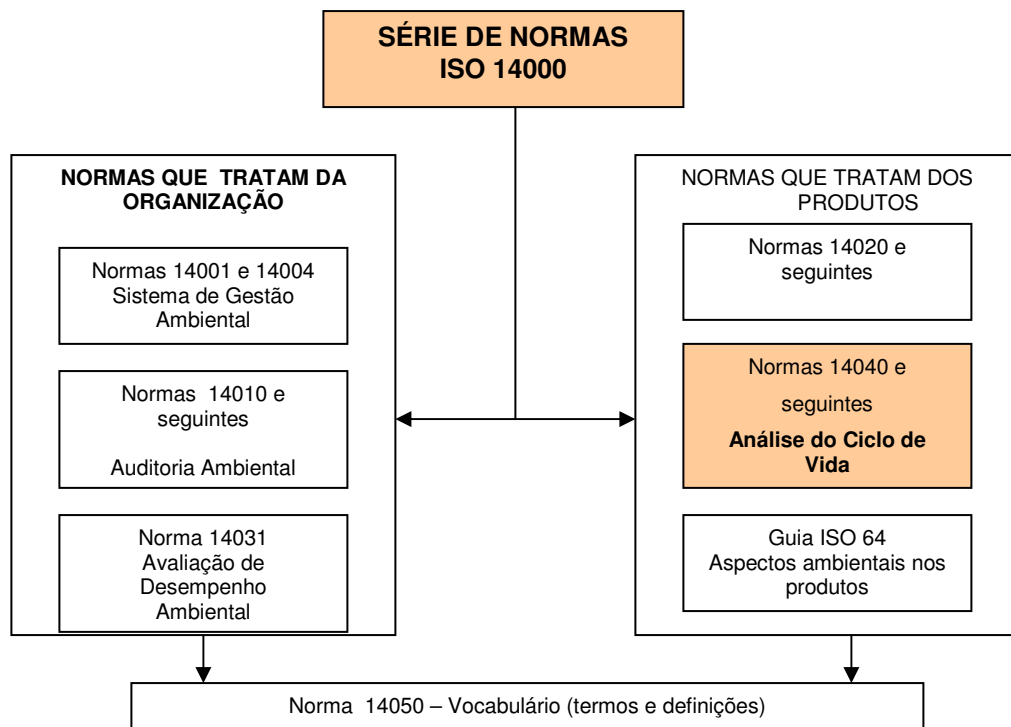 SÉRIE DE NORMAS
ISO 14000
NORMAS QUE TRATAM DA
ORGANIZAÇÃO
Normas 14001 e 14004
Sistema de Gestão
Ambiental
Normas 14010 e
seguintes
Auditoria Ambiental
Norma 14031
Avaliação de
Desempenho
Ambiental
NORMAS QUE TRATAM DOS
PRODUTOS
Normas 14020 e
seguintes
Normas 14040 e
seguintes
Análise do Ciclo de
Vida
Guia ISO 64
Aspectos ambientais nos
produtos
Norma 14050 – Vocabulário (termos e definições)